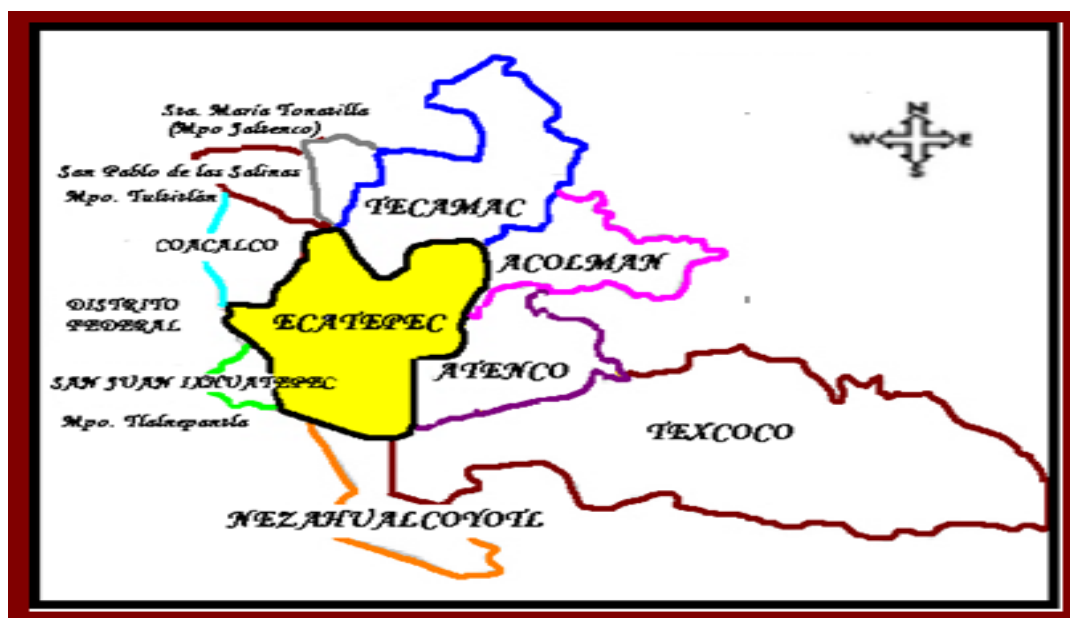 Sta. María Tonatilla
(Mpo Jaltenco)
San Pablo de las Salinas
Mpo. Tultitlán
TECAMAC
COACALCO
ACOLMAN
DISTRITO
FEDERAL
ECATEPEC
SAN JUAN IXHUATEPEC
ATENCO
Mpo. Tlalnepantla
TEXCOCO
NEZAHUALCOYOTL
N
W E
S